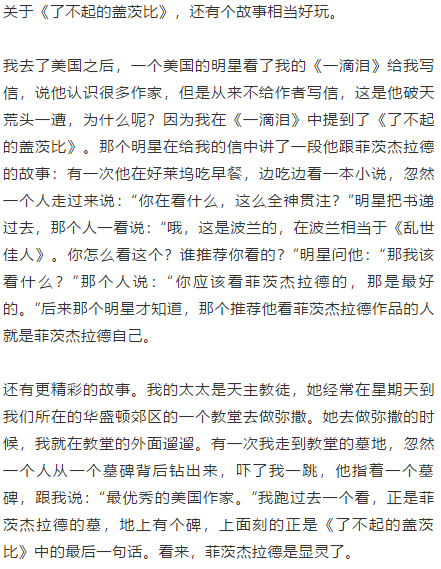 关于《了不起的盖茨比》，还有个故事相当好玩。
我去了美国之后，一个美国的明星看了我的《一滴泪》给我写
信，说他认识很多作家，但是从来不给作者写信，这是他破天
荒头一遭，为什么呢？因为我在《一滴泪》中提到了《了不起
的盖茨比》。那个明星在给我的信中讲了一段他跟菲茨杰拉德
的故事：有一次他在好莱坞吃早餐，边吃边看一本小说，忽然
一个人走过来说：“你在看什么，这么全神贯注？”明星把书递
过去，那个人一看说：“哦，这是波兰的，在波兰相当于《乱世
佳人》。你怎么看这个？谁推荐你看的？”明星问他：“那我该
看什么？”那个人说：“你应该看菲茨杰拉德的，那是最好
的。”后来那个明星才知道，那个推荐他看菲茨杰拉德作品的人
就是菲茨杰拉德自己。
还有更精彩的故事。我的太太是天主教徒，她经常在星期天到
我们所在的华盛顿郊区的一个教堂去做弥撒。她去做弥撒的时
候，我就在教堂的外面遛遛。有一次我走到教堂的墓地，忽然
一个人从一个墓碑背后钻出来，吓了我一跳，他指着一个墓
碑，跟我说：“最优秀的美国作家。”我跑过去一个看，正是菲
茨杰拉德的墓，地上有个碑，上面刻的正是《了不起的盖茨
比》中的最后一句话。看来，菲茨杰拉德是显灵了。